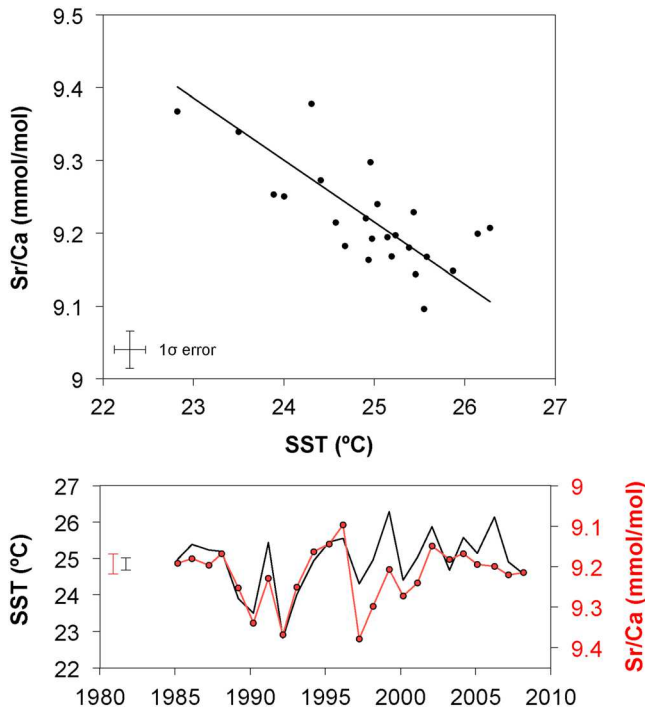 9.5
9.4
9.3
9.2
9.1
9
Sr/Ca (mmol/mol)
1σ error
22 23 24 25 26 27
SST (ºC)
27
26
25
24
23
22
SST (ºC)
9
9.1
9.2
9.3
9.4
Sr/Ca (mmol/mol)
1980 1985 1990 1995 2000 2005 2010